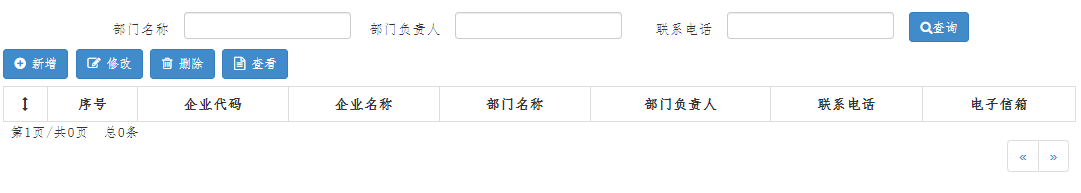 部门名称 部门负责人 联系电话 查询
新增 修改 删除 查看
序号 企业代码 企业名称 部门名称 部门负责人 联系电话 电子信箱
第1页/共0页 总0条
« »